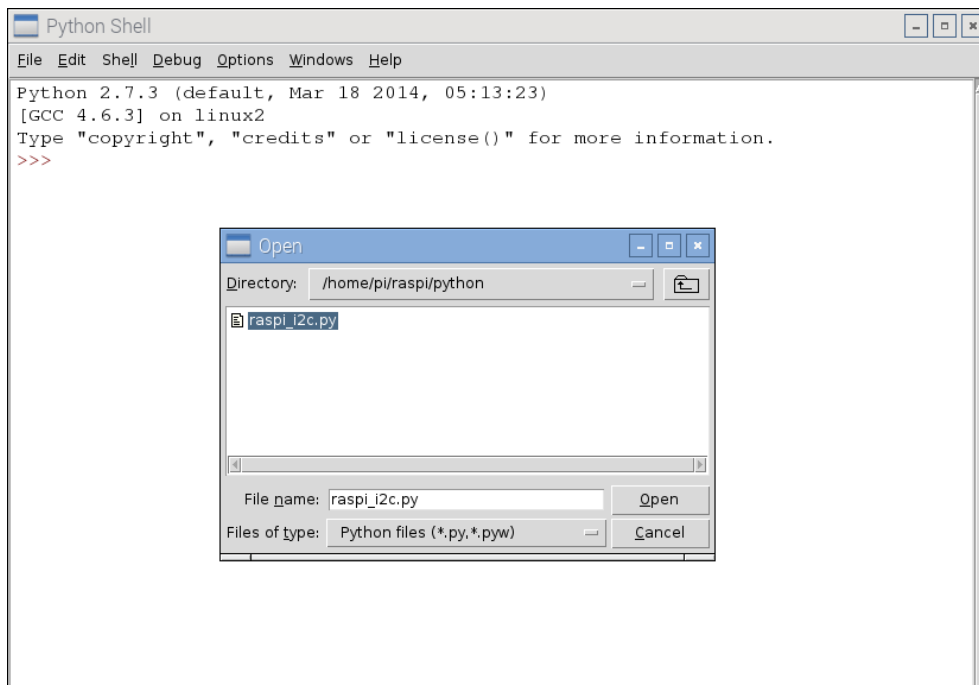 Python Shell
File Edit Shell Debug Options Windows Help
Python 2.7.3 (default, Mar 18 2014, 05:13:23)
[GCC 4.6.3] on linux2
Type "copyright", "credits" or "license()" for more information.
>>>
Open
Directory: /home/pi/raspi/python
raspi_i2c.py
File name: raspi_i2c.py Open
Files of type: Python files (*.py,*.pyw) Cancel